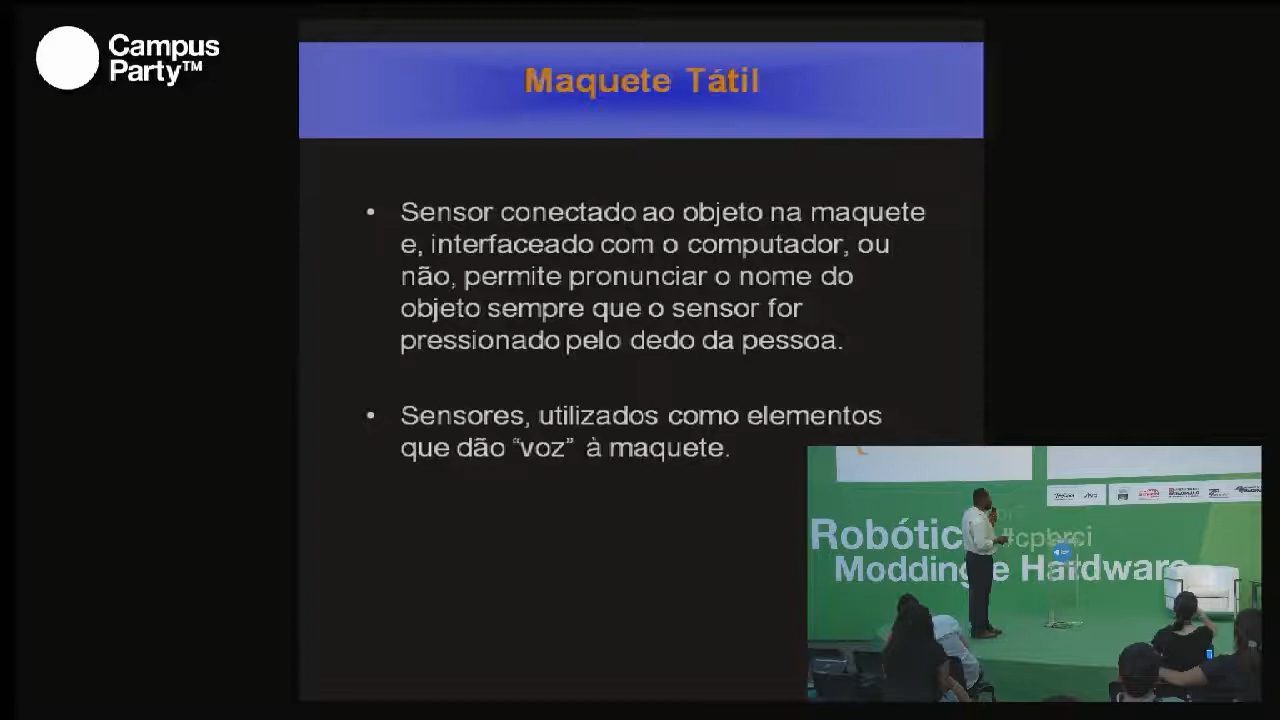 Campus
Party™
Maquete Tátil
• Sensor conectado ao objeto na maquete
e, interfaceado com o computador, ou
não, permite pronunciar o nome do
objeto sempre que o sensor for
pressionado pelo dedo da pessoa.
• Sensores, utilizados como elementos
que dão “voz” à maquete.
#cpbrci
Modding e Hardware